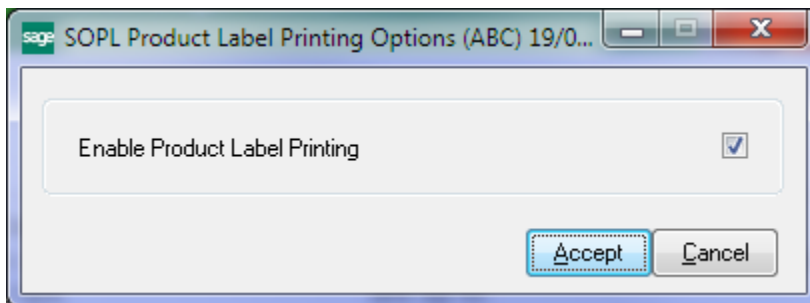 sage SOPL Product Label Printing Options (ABC) 19/0...
Enable Product Label Printing
Accept Cancel